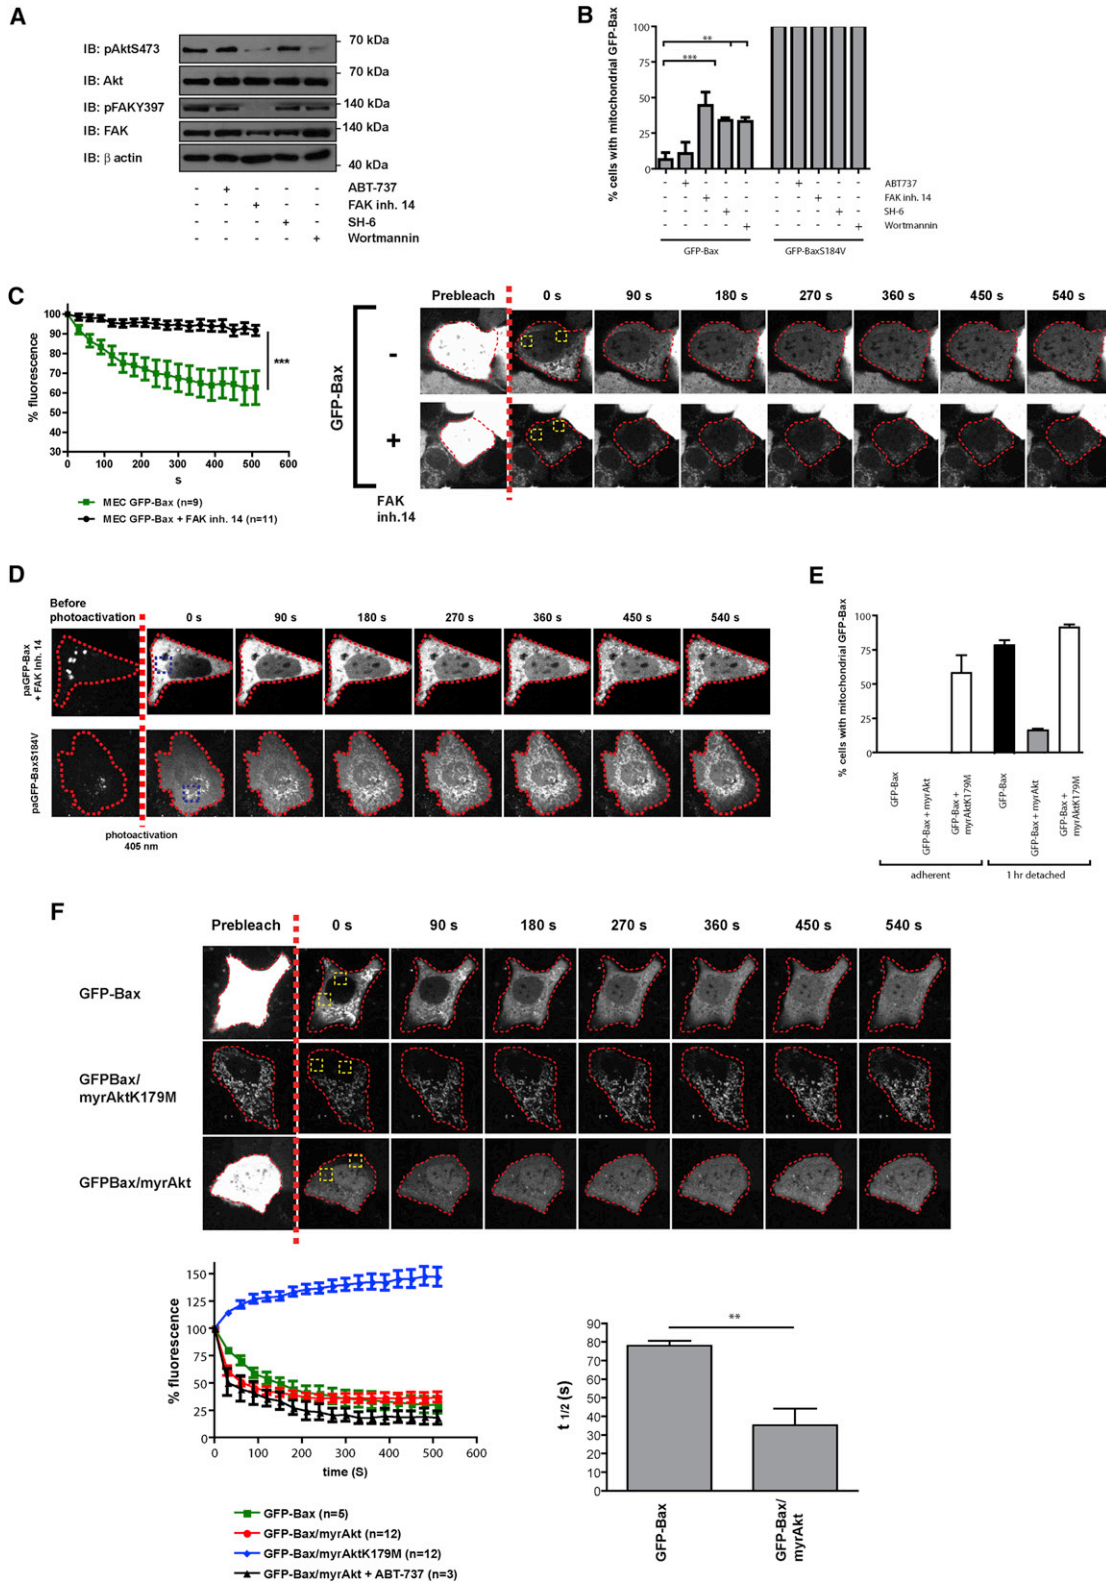 A
IB: pAktS473
IB: Akt
IB: pFAKY397
IB: FAK
IB: β actin
70 kDa
70 kDa
140 kDa
140 kDa
40 kDa
- + - - - ABT-737
- - + - - FAK inh. 14
- - - + - SH-6
- - - - + Wortmannin
B
% cells with mitochondrial GFP-Bax
100
75
50
25
0
**
***
- + - - - - + - - - ABT737
- - + - - - - + - - FAK inh. 14
- - - + - - - - + - SH-6
- - - - + - - - - + Wortmannin
GFP-Bax GFP-BaxS184V
C
% fluorescence
100
90
80
70
60
50
40
30
0 100 200 300 400 500 600
s
***
MEC GFP-Bax (n=9)
MEC GFP-Bax + FAK inh. 14 (n=11)
GFP-Bax
-
+
FAK
inh.14
Prebleach 0 s 90 s 180 s 270 s 360 s 450 s 540 s
D
Before
photoactivation 0 s 90 s 180 s 270 s 360 s 450 s 540 s
paGFP-Bax
+ FAK Inh. 14
paGFP-BaxS184V
photoactivation
405 nm
E
% cells with mitochondrial GFP-Bax
100
75
50
25
0
GFP-Bax
GFP-Bax + myrAkt
GFP-Bax +
myrAktK179M
GFP-Bax
GFP-Bax + myrAkt
GFP-Bax +
myrAktK179M
adherent 1 hr detached
F
Prebleach 0 s 90 s 180 s 270 s 360 s 450 s 540 s
GFP-Bax
GFPBax/
myrAktK179M
GFPBax/myrAkt
% fluorescence
150
125
100
75
50
25
0
0 100 200 300 400 500 600
time (S)
GFP-Bax (n=5)
GFP-Bax/myrAkt (n=12)
GFP-Bax/myrAktK179M (n=12)
GFP-Bax/myrAkt + ABT-737 (n=3)
t 1/2 (s)
90
80
70
60
50
40
30
20
10
0
**
GFP-Bax
GFP-Bax/
myrAkt